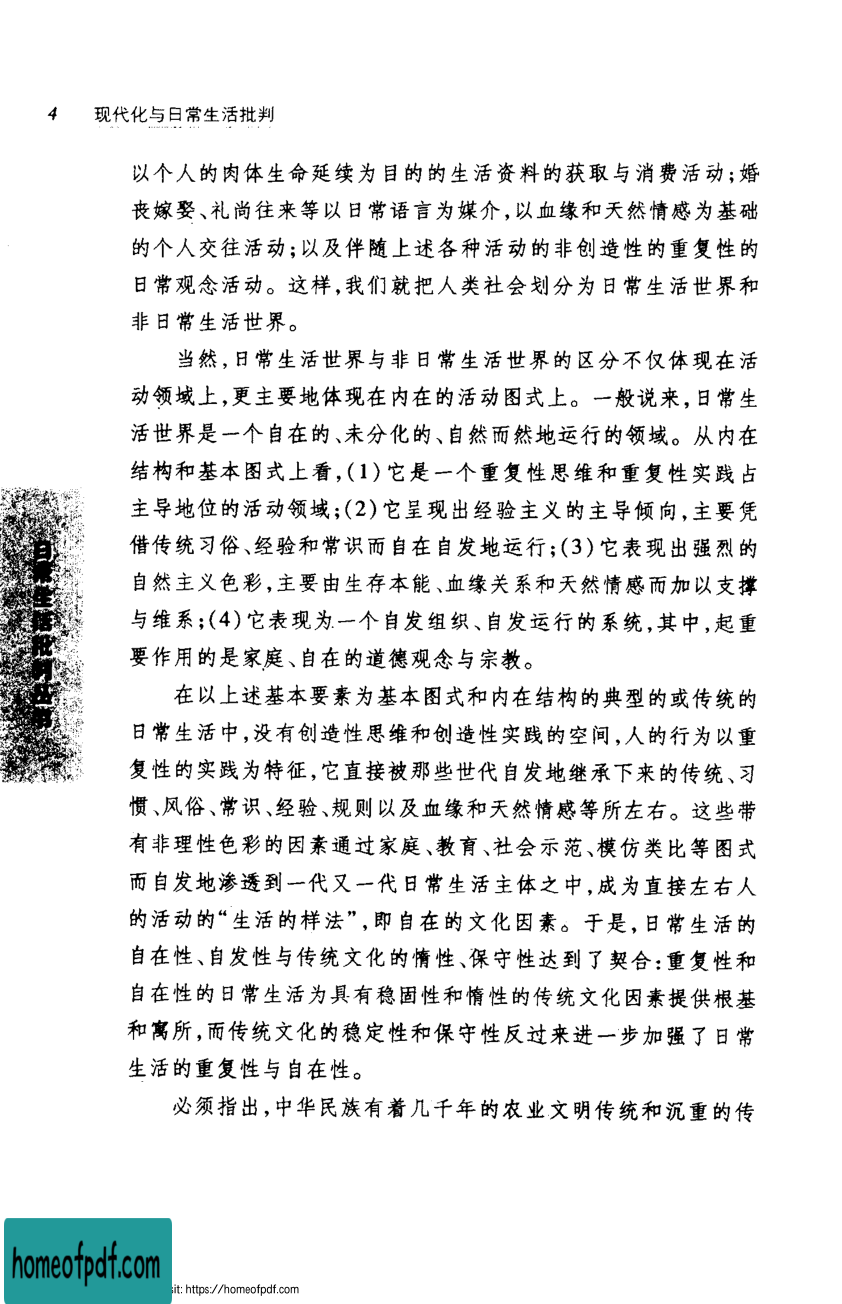 4 现代化与日常生活批判
以个人的肉体生命延续为目的的生活资料的获取与消费活动;婚
丧嫁娶、礼尚往来等以日常语言为媒介,以血缘和天然情感为基础
的个人交往活动;以及伴随上述各种活动的非创造性的重复性的
日常观念活动。这样,我们就把人类社会划分为日常生活世界和
非日常生活世界。
当然,日常生活世界与非日常生活世界的区分不仅体现在活
动领域上,更主要地体现在内在的活动图式上。一般说来,日常生
活世界是一个自在的、未分化的、自然而然地运行的领域。从内在
结构和基本图式上看,(1)它是一个重复性思维和重复性实践占
主导地位的活动领域;(2)它呈现出经验主义的主导倾向,主要凭
借传统习俗、经验和常识而自在自发地运行;(3)它表现出强烈的
自然主义色彩,主要由生存本能、血缘关系和天然情感而加以支撑
与维系;(4)它表现为一个自发组织、自发运行的系统,其中,起重
要作用的是家庭、自在的道德观念与宗教。
在以上述基本要素为基本图式和内在结构的典型的或传统的
日常生活中,没有创造性思维和创造性实践的空间,人的行为以重
复性的实践为特征,它直接被那些世代自发地继承下来的传统、习
惯、风俗、常识、经验、规则以及血缘和天然情感等所左右。这些带
有非理性色彩的因素通过家庭、教育、社会示范、模仿类比等图式
而自发地渗透到一代又一代日常生活主体之中,成为直接左右人
的活动的“生活的样法”,即自在的文化因素。于是,日常生活的
自在性、自发性与传统文化的惰性、保守性达到了契合:重复性和
自在性的日常生活为具有稳固性和惰性的传统文化因素提供根基
和寓所,而传统文化的稳定性和保守性反过来进一步加强了日常
生活的重复性与自在性。
必须指出,中华民族有着几千年的农业文明传统和沉重的传
日常生活批判丛书
homeofpdf.com
sit: https://homeofpdf.com